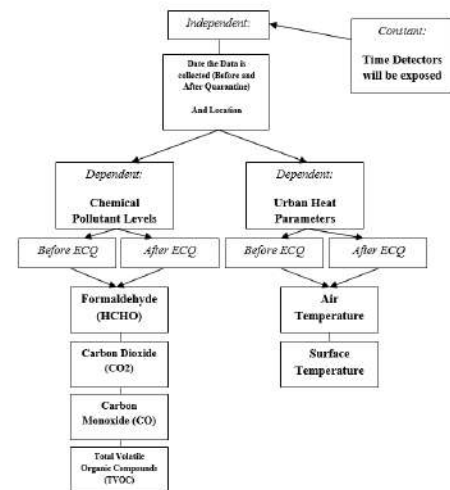 Independent:
Constant:
Time Detectors
will be exposed
Date the Data is
collected (Before and
After Quarantine)
And Location
Dependent:
Chemical
Pollutant Levels
Dependent:
Urban Heat
Parameters
Before ECQ
After ECQ
Before ECQ
After ECQ
Formaldehyde
(HCHO)
Air
Temperature
Carbon Dioxide
(CO2)
Surface
Temperature
Carbon
Monoxide (CO)
Total Volatile
Organic Compounds
(TVOC)